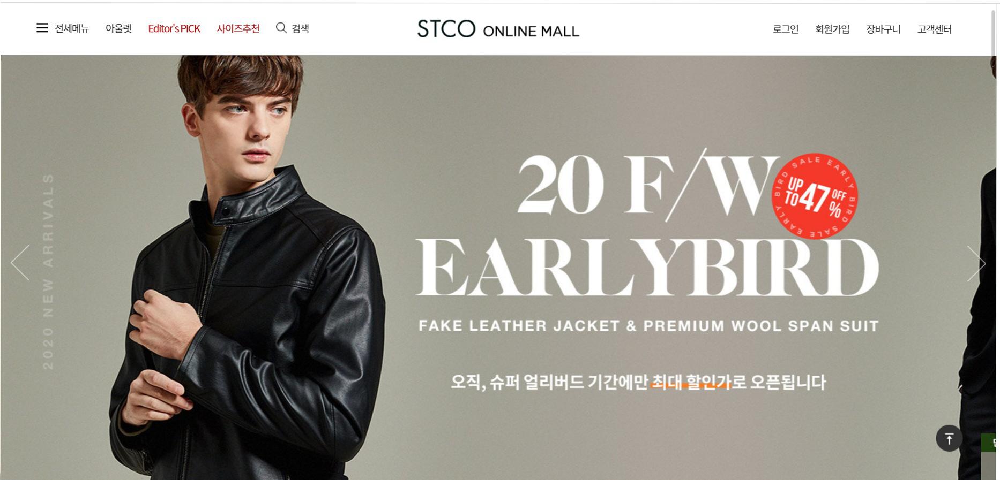 전체메뉴 아울렛 Editor's PICK 사이즈추천 검색
STCO ONLINE MALL
로그인 회원가입 장바구니 고객센터
2020 NEW ARRIVALS
20 F/W
EARLY BIRD SALE EARLY BIRD SALE
UP TO 47% OFF
EARLYBIRD
FAKE LEATHER JACKET & PREMIUM WOOL SPAN SUIT
오직, 슈퍼 얼리버드 기간에만 최대 할인가로 오픈됩니다